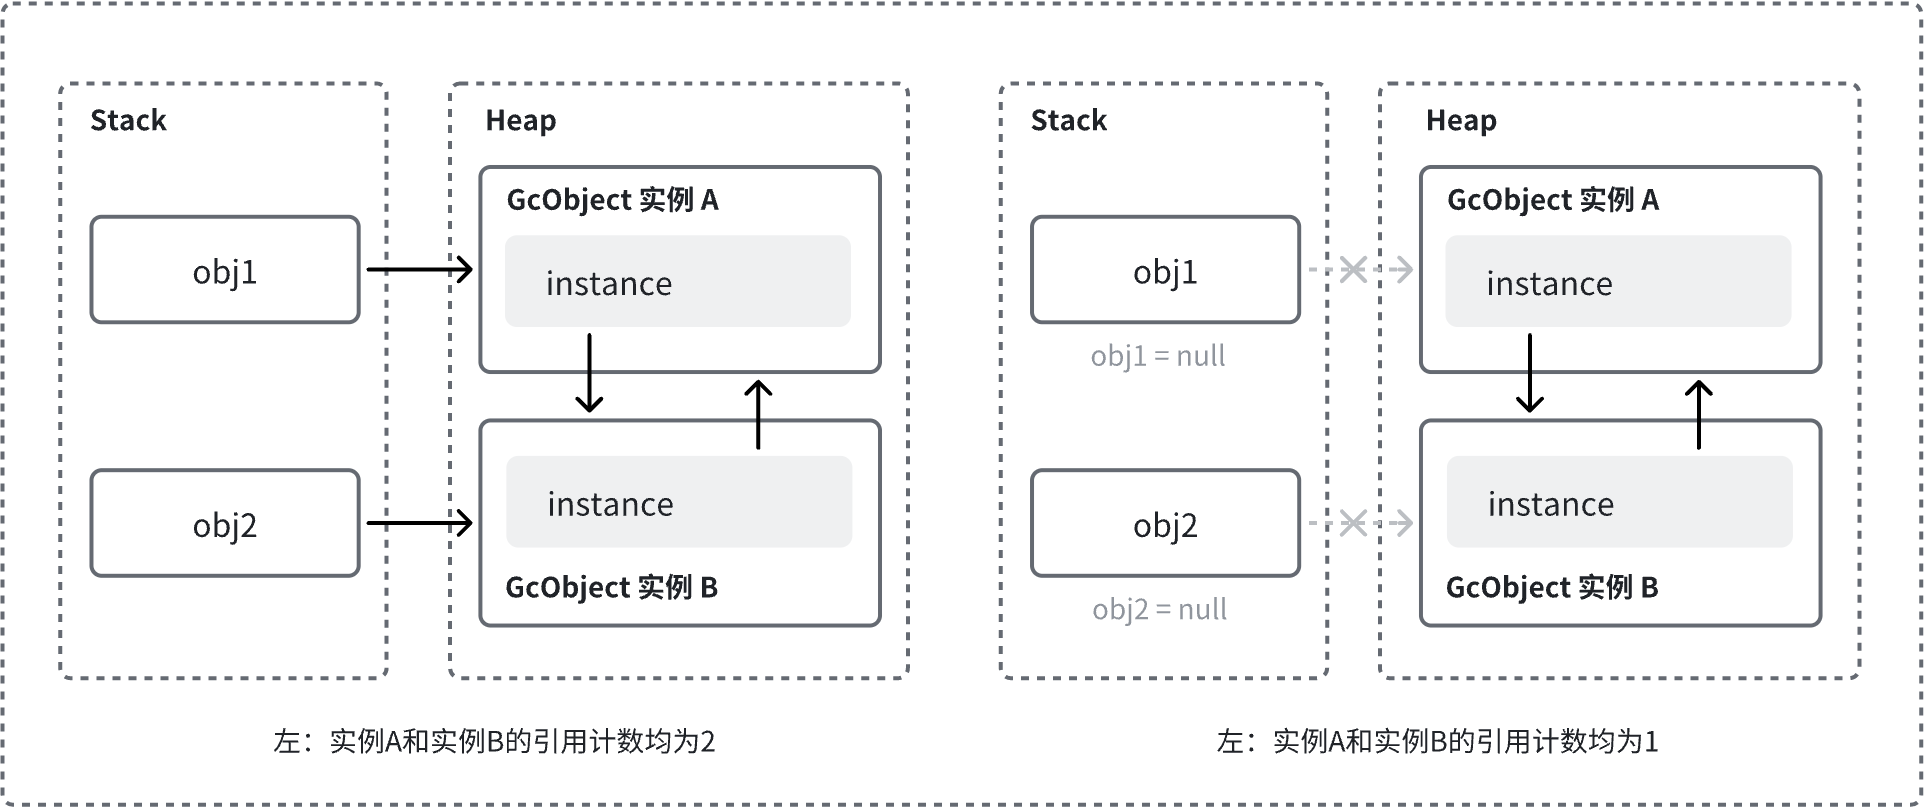 Stack
Heap
GcObject 实例 A
obj1
instance
obj2
instance
GcObject 实例 B
左：实例A和实例B的引用计数均为2
Stack
Heap
GcObject 实例 A
obj1
instance
obj1 = null
obj2
instance
GcObject 实例 B
obj2 = null
左：实例A和实例B的引用计数均为1